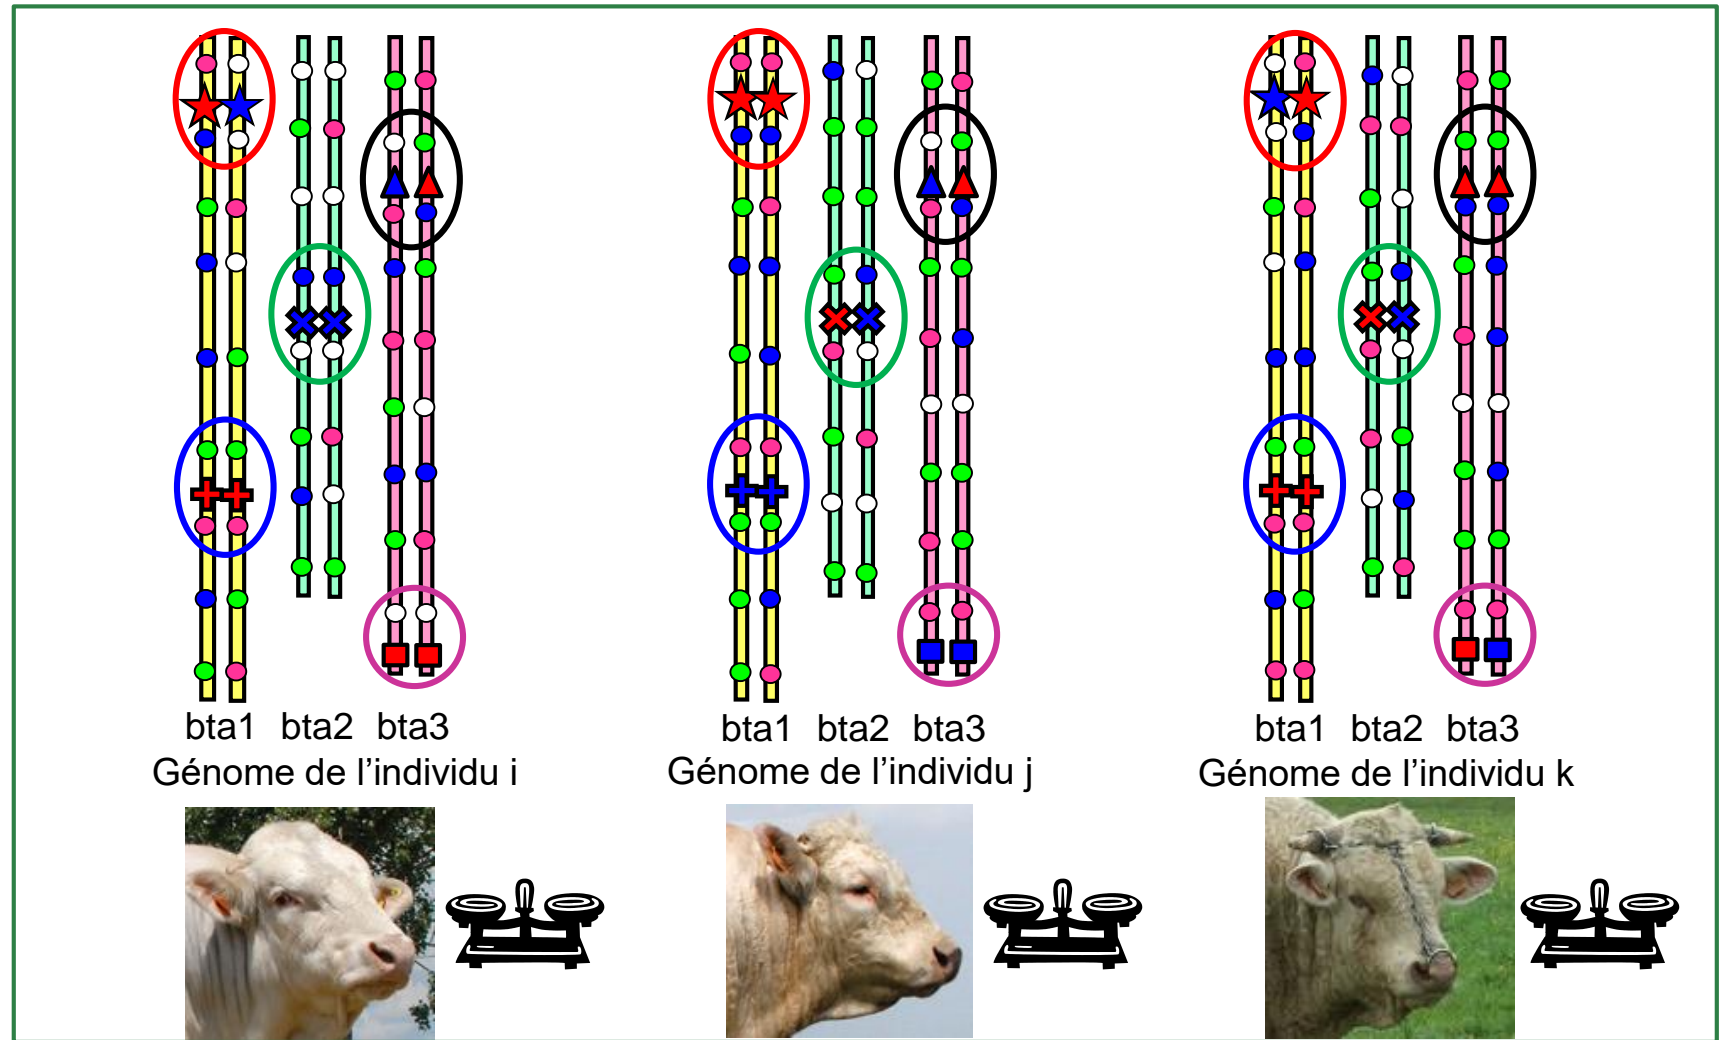 bta1 bta2 bta3
Génome de l’individu i
bta1 bta2 bta3
Génome de l’individu j
bta1 bta2 bta3
Génome de l’individu k